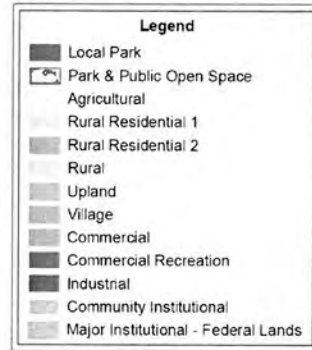 Legend
Local Park
Park & Public Open Space
Agricultural
Rural Residential 1
Rural Residential 2
Rural
Upland
Village
Commercial
Commercial Recreation
Industrial
Community Institutional
Major Institutional - Federal Lands